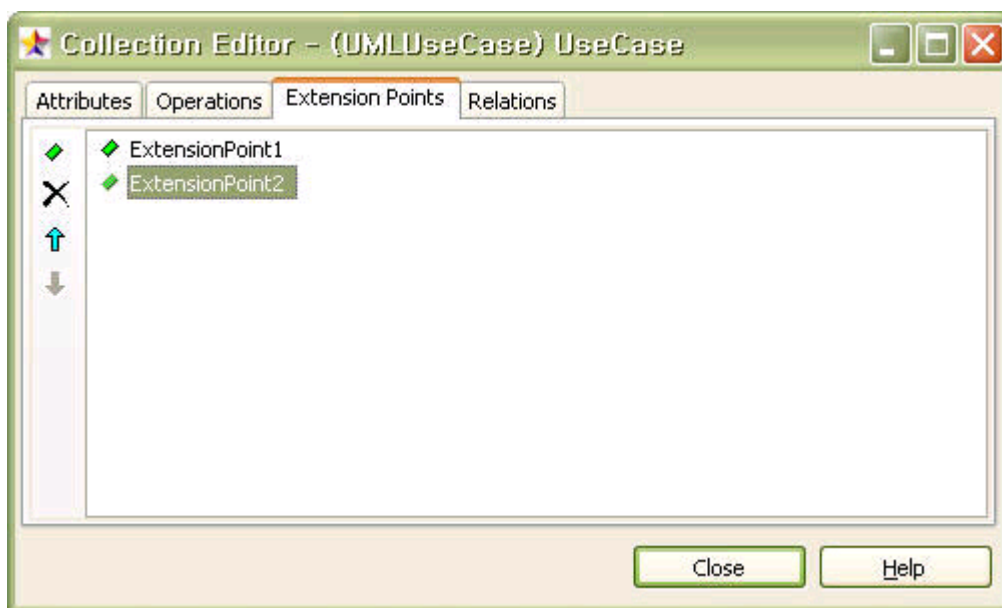 Collection Editor - (UMLUseCase) UseCase
Attributes Operations Extension Points Relations
ExtensionPoint1
ExtensionPoint2
Close Help